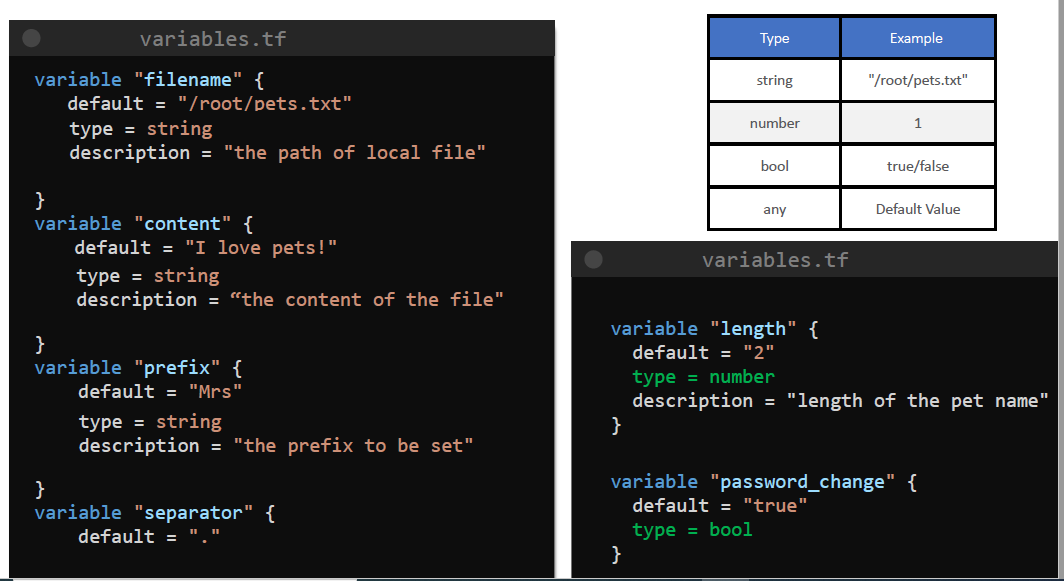 variables.tf
variable "filename" {
default = "/root/pets.txt"
type = string
description = "the path of local file"
}
variable "content" {
default = "I love pets!"
type = string
description = “the content of the file"
}
variable "prefix" {
default = "Mrs"
type = string
description = "the prefix to be set"
}
variable "separator" {
default = "."
Type Example
string "/root/pets.txt"
number 1
bool true/false
any Default Value
variables.tf
variable "length" {
default = "2"
type = number
description = "length of the pet name"
}
variable "password_change" {
default = "true"
type = bool
}